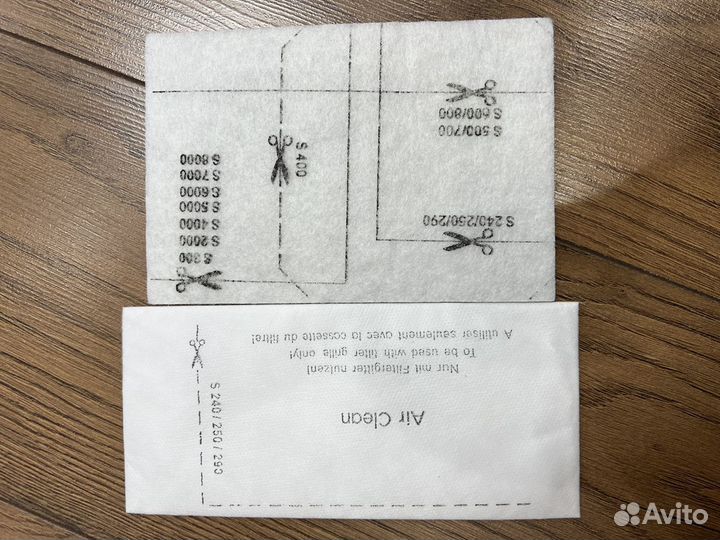 Air Clean
Nur mit Filtergitter nutzen!
To be used with filter grille only!
A utiliser seulement avec la cassette du filtre!
S 240/250/290
S 240/250/290
S 500/700
S 600/800
S 400
S 300
S 2000
S 4000
S 5000
S 6000
S 7000
S 8000
Avito